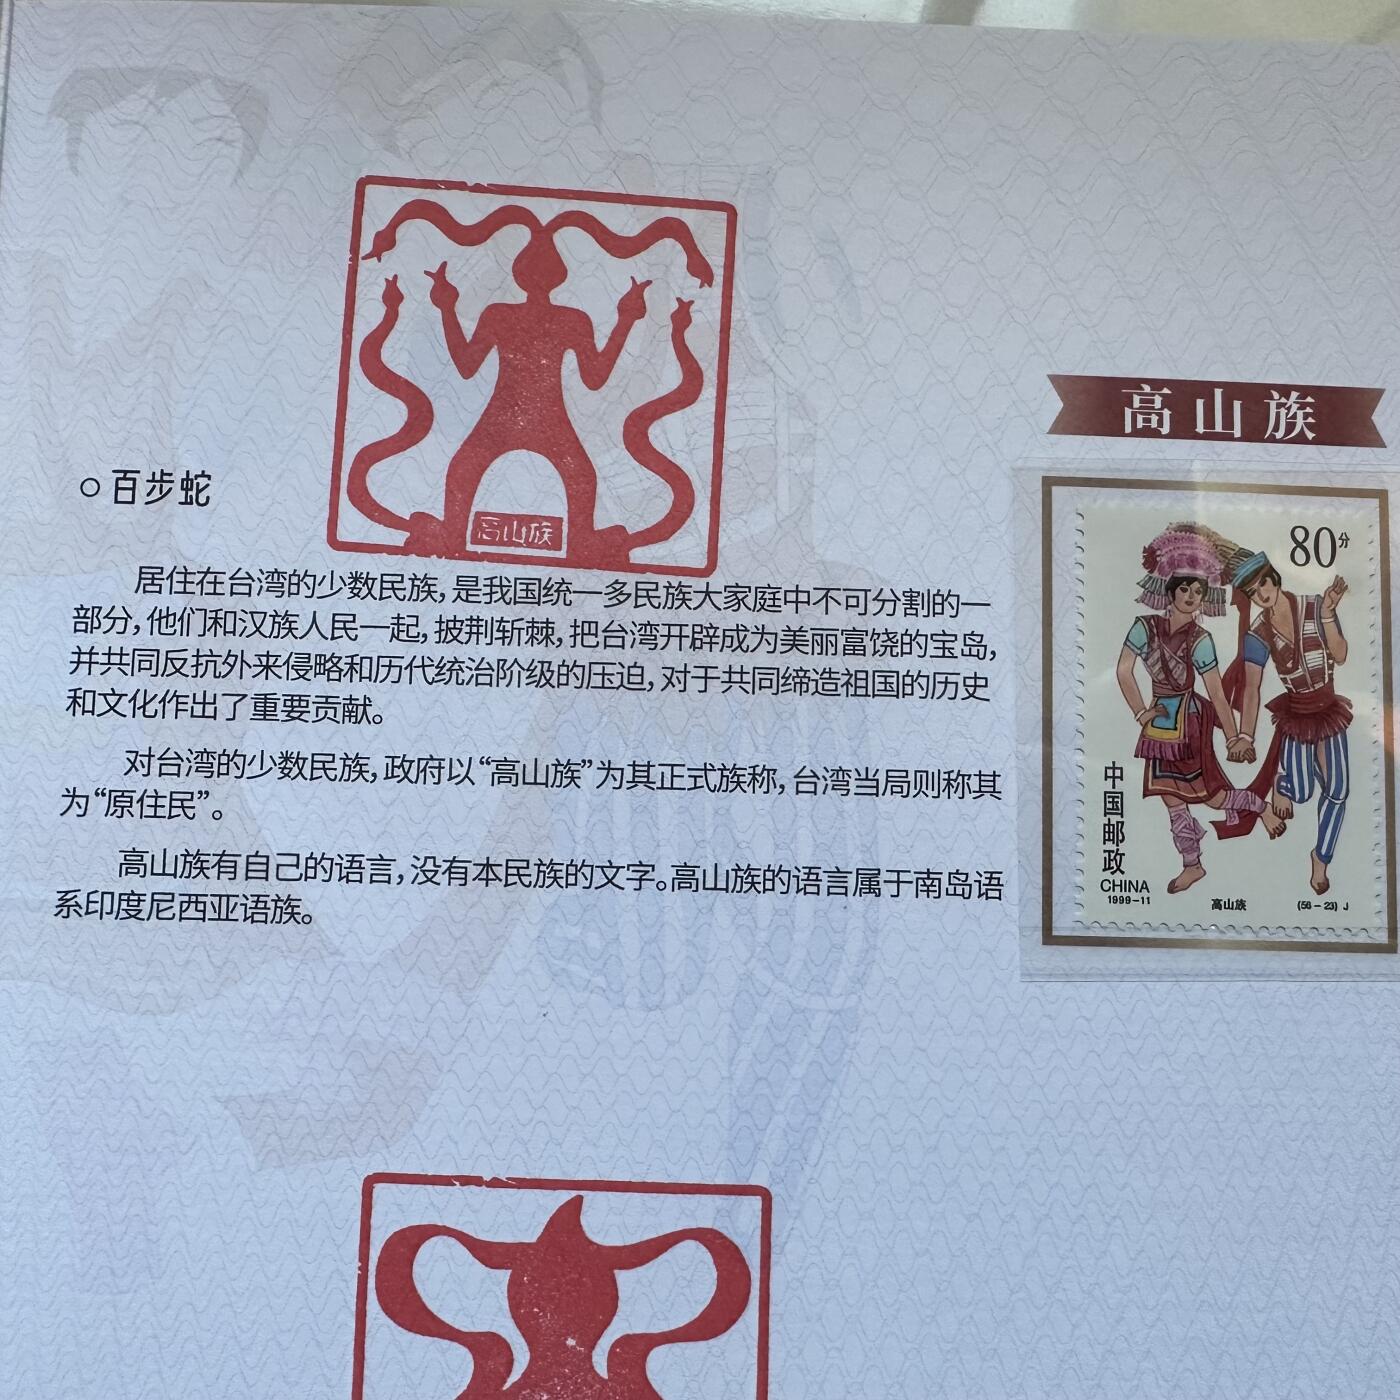 高山族
○百步蛇
高山族
居住在台湾的少数民族,是我国统一多民族大家庭中不可分割的一
部分,他们和汉族人民一起,披荆斩棘,把台湾开辟成为美丽富饶的宝岛,
并共同反抗外来侵略和历代统治阶级的压迫,对于共同缔造祖国的历史
和文化作出了重要贡献。
对台湾的少数民族,政府以“高山族”为其正式族称,台湾当局则称其
为“原住民”。
高山族有自己的语言,没有本民族的文字。高山族的语言属于南岛语
系印度尼西亚语族。
80分
中国邮政
CHINA
1999-11
高山族
(56-23) J